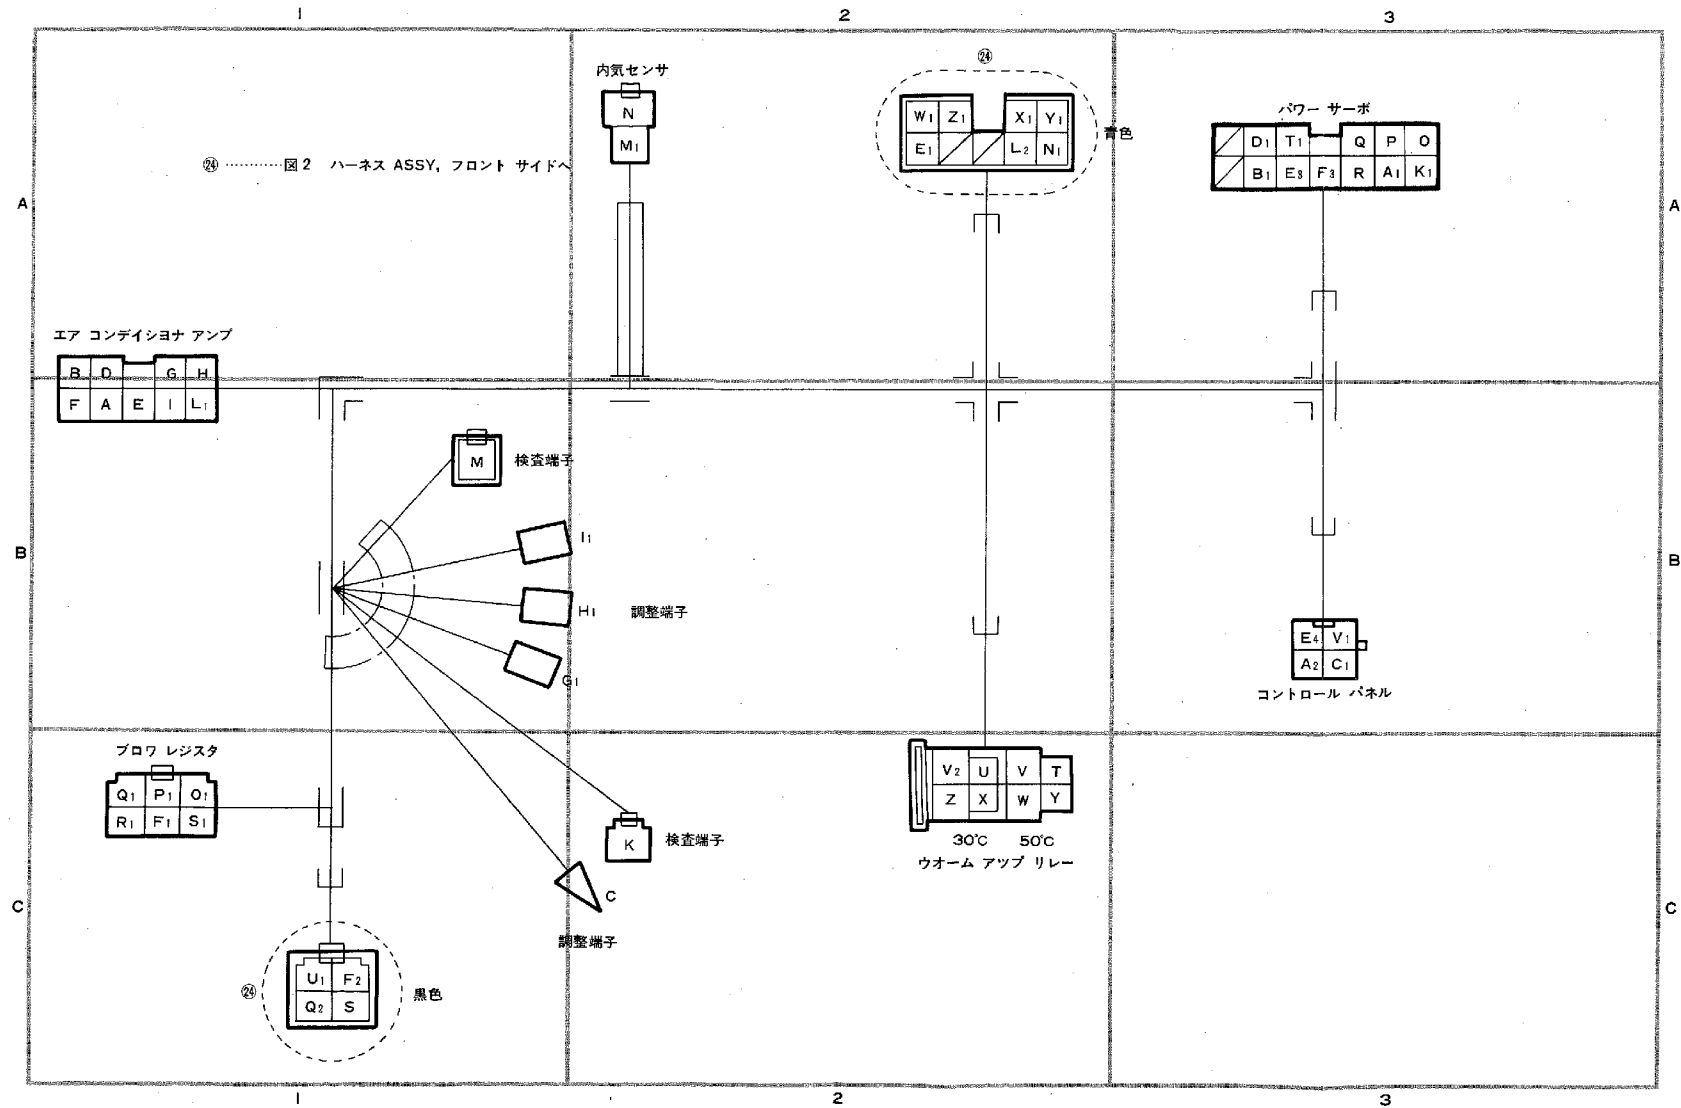 1 2 3
㉔
内気センサ
N
M₁
W₁ Z₁ X₁ Y₁
E₁ L₂ N₁
青色
パワー サーボ
D₁ T₁ Q P O
B₁ E₃ F₃ R A₁ K₁
㉔ ………図2 ハーネス ASSY, フロント サイドへ
A A
エア コンデイシヨナ アンプ
B D G H
F A E I L₁
M 検査端子
I₁
B B
H₁ 調整端子
G₁
E₄ V₁
A₂ C₁
コントロール パネル
ブロワ レジスタ
Q₁ P₁ O₁
R₁ F₁ S₁
V₂ U V T
Z X W Y
30℃ 50℃
ウオーム アツプ リレー
K 検査端子
C
調整端子
C C
㉔
U₁ F₂
Q₂ S
黒色
1 2 3